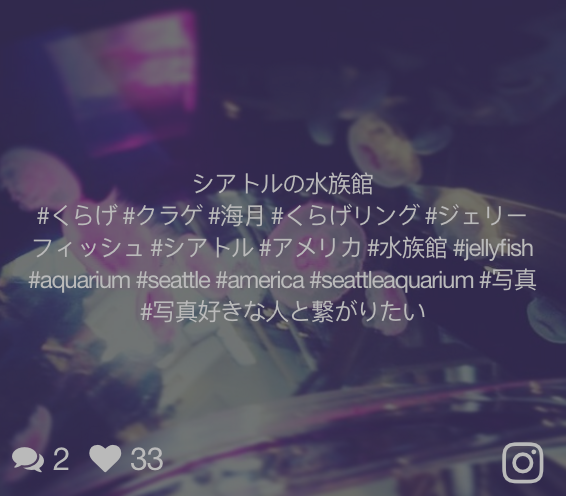 シアトルの水族館
#くらげ #クラゲ #海月 #くらげリング #ジェリー
フィッシュ #シアトル #アメリカ #水族館 #jellyfish
#aquarium #seattle #america #seattleaquarium #写真
#写真好きな人と繋がりたい
2 33